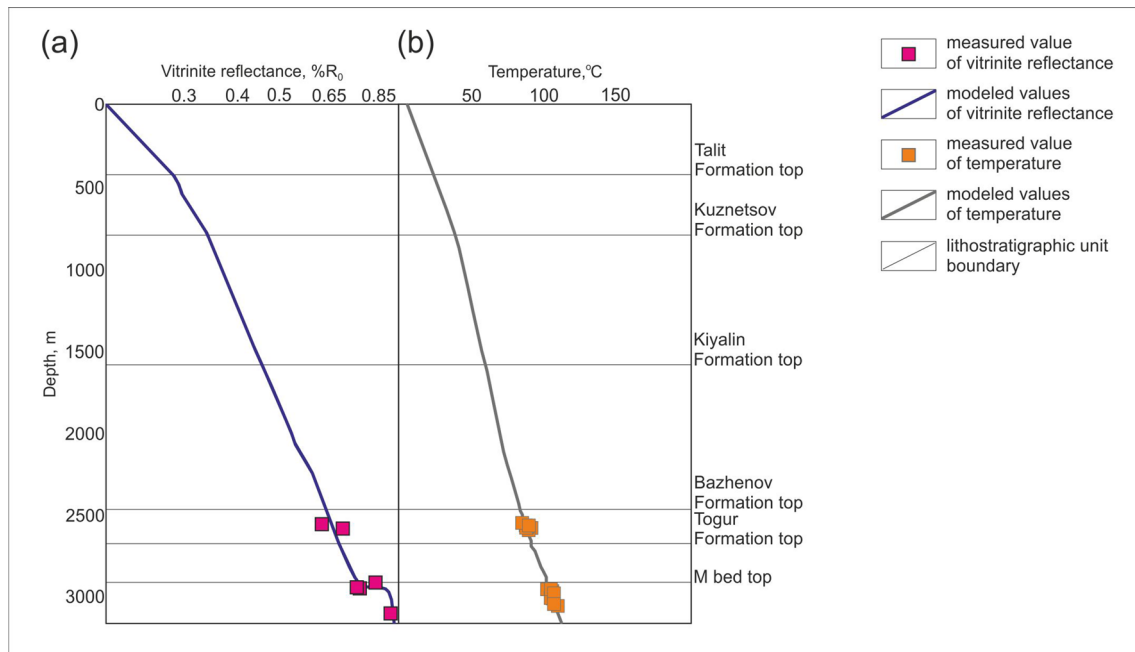 (a)
(b)
Vitrinite reflectance, %R0
Temperature,°C
0.3 0.4 0.5 0.65 0.85
50 100 150
0
500
1000
1500
2000
2500
3000
Depth, m
Talit
Formation top
Kuznetsov
Formation top
Kiyalin
Formation top
Bazhenov
Formation top
Togur
Formation top
M bed top
measured value
of vitrinite reflectance
modeled values
of vitrinite reflectance
measured value
of temperature
modeled values
of temperature
lithostratigraphic unit
boundary